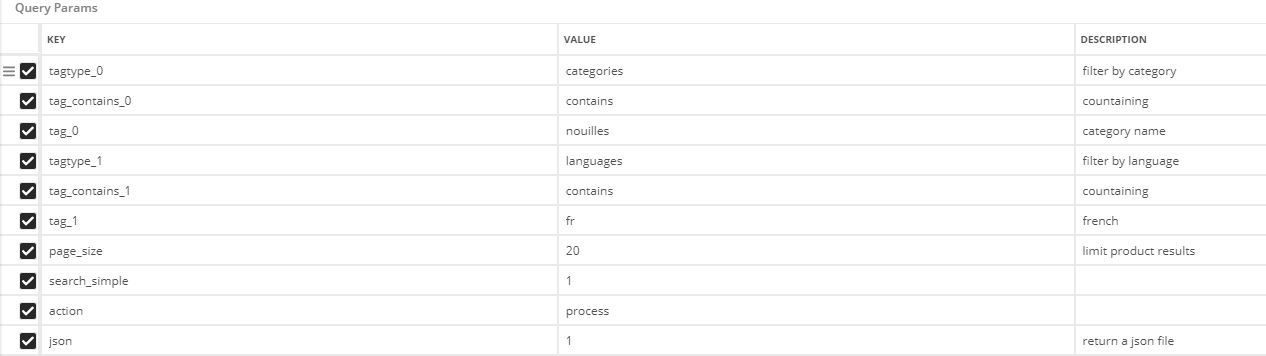 Query Params
KEY VALUE DESCRIPTION
tagtype_0 categories filter by category
tag_contains_0 contains countaining
tag_0 nouilles category name
tagtype_1 languages filter by language
tag_contains_1 contains countaining
tag_1 fr french
page_size 20 limit product results
search_simple 1
action process
json 1 return a json file